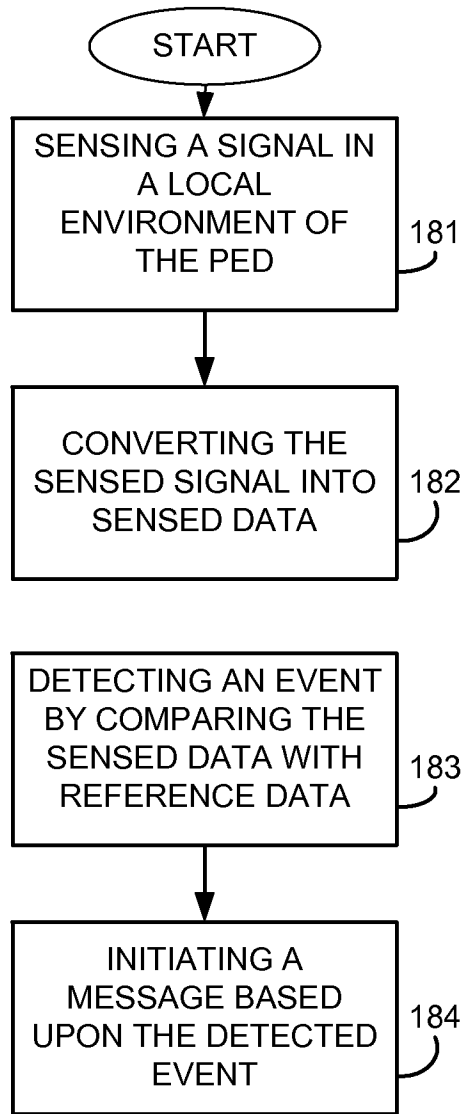 START
SENSING A SIGNAL IN
A LOCAL
ENVIRONMENT OF
THE PED
181
CONVERTING THE
SENSED SIGNAL INTO
SENSED DATA
182
DETECTING AN EVENT
BY COMPARING THE
SENSED DATA WITH
REFERENCE DATA
183
INITIATING A
MESSAGE BASED
UPON THE DETECTED
EVENT
184